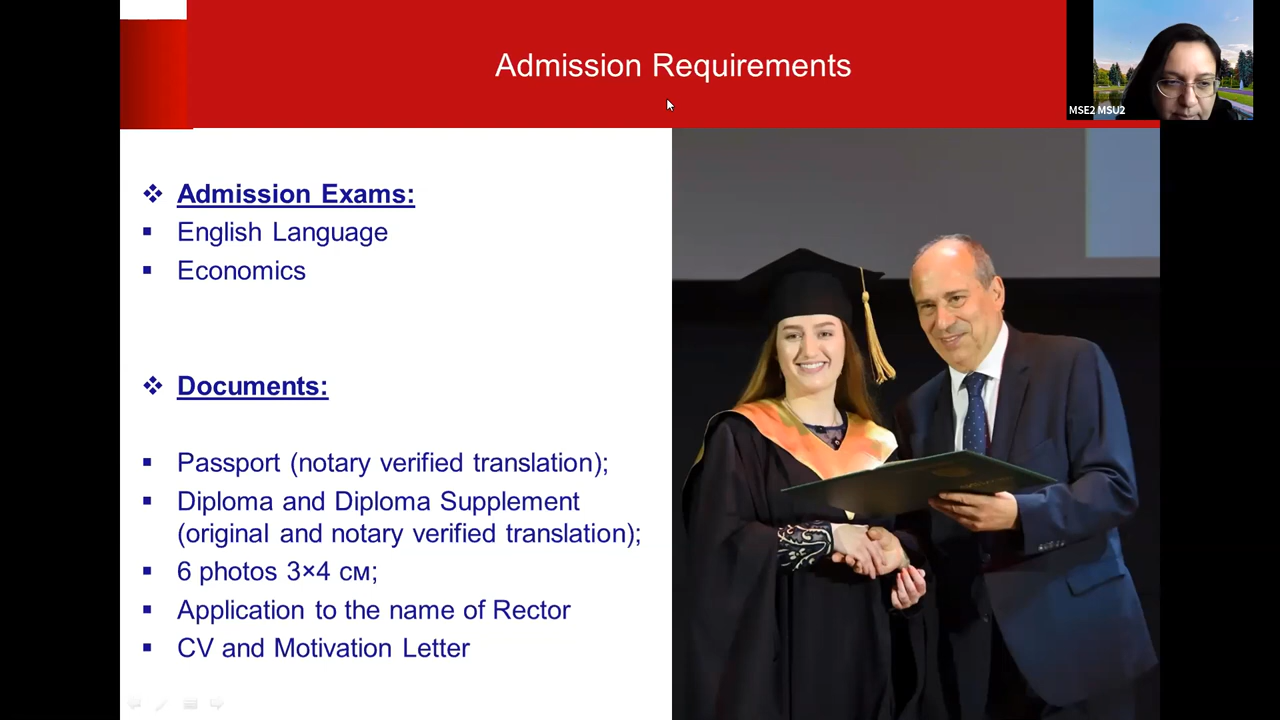 Admission Requirements
MSE2 MSU2
❖ Admission Exams:
▪ English Language
▪ Economics
❖ Documents:
▪ Passport (notary verified translation);
▪ Diploma and Diploma Supplement
(original and notary verified translation);
▪ 6 photos 3×4 см;
▪ Application to the name of Rector
▪ CV and Motivation Letter